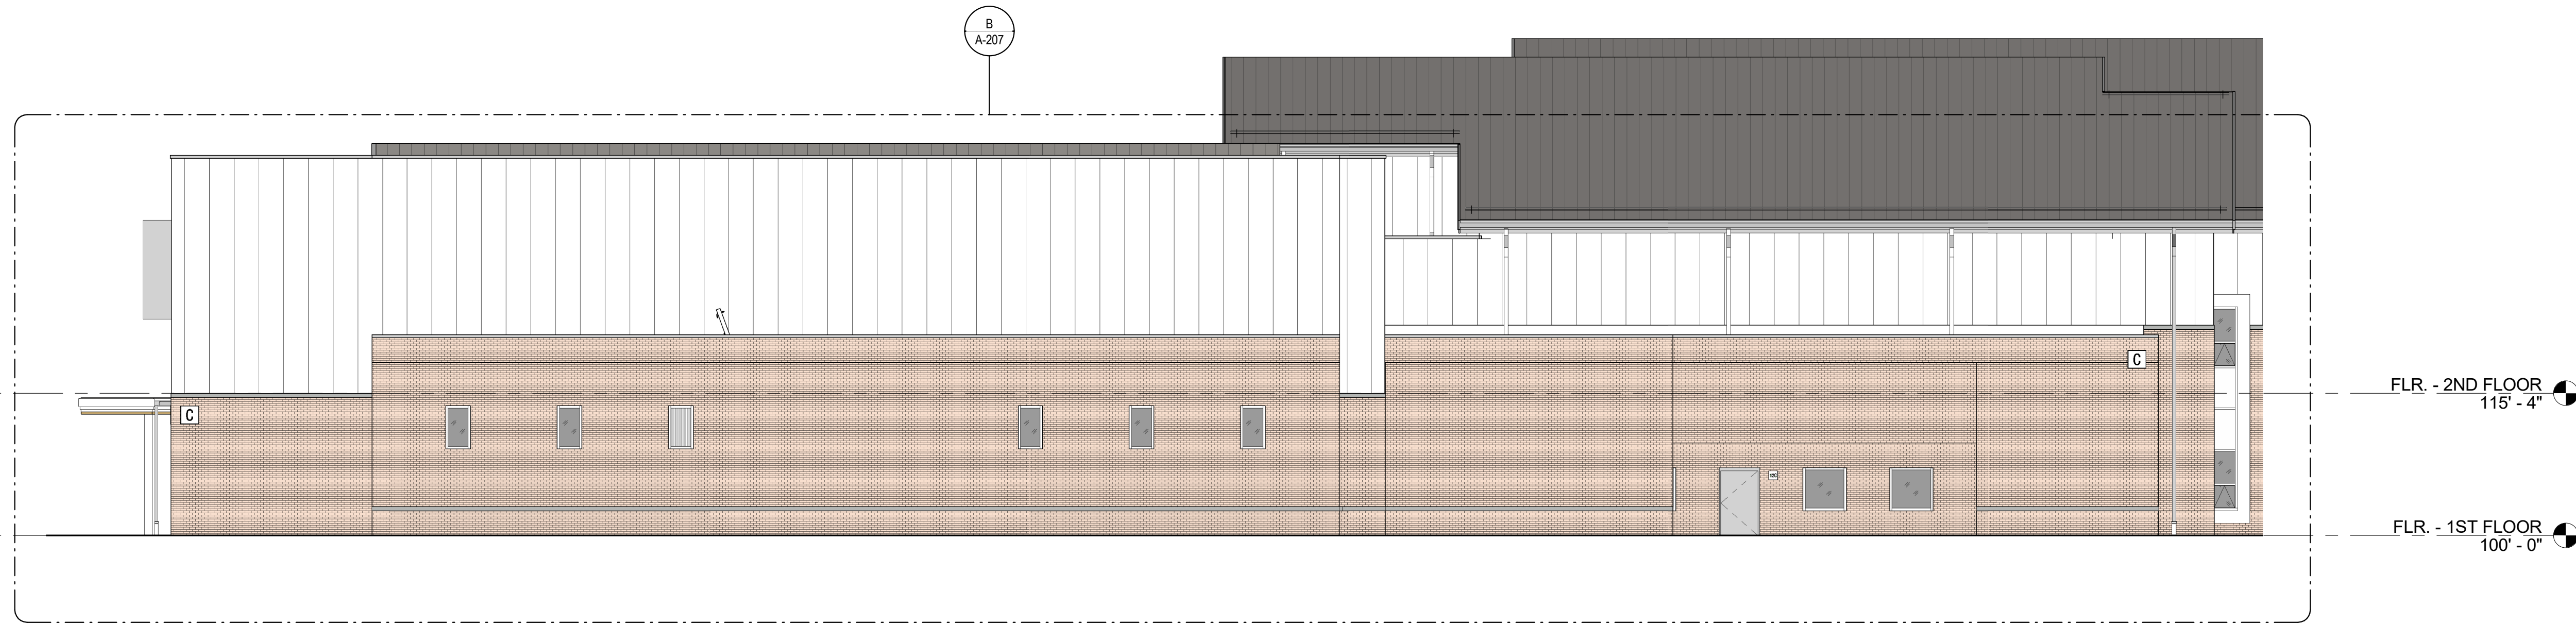 B
A-207
C
C
FLR. - 2ND FLOOR
115' - 4"
FLR. - 1ST FLOOR
100' - 0"